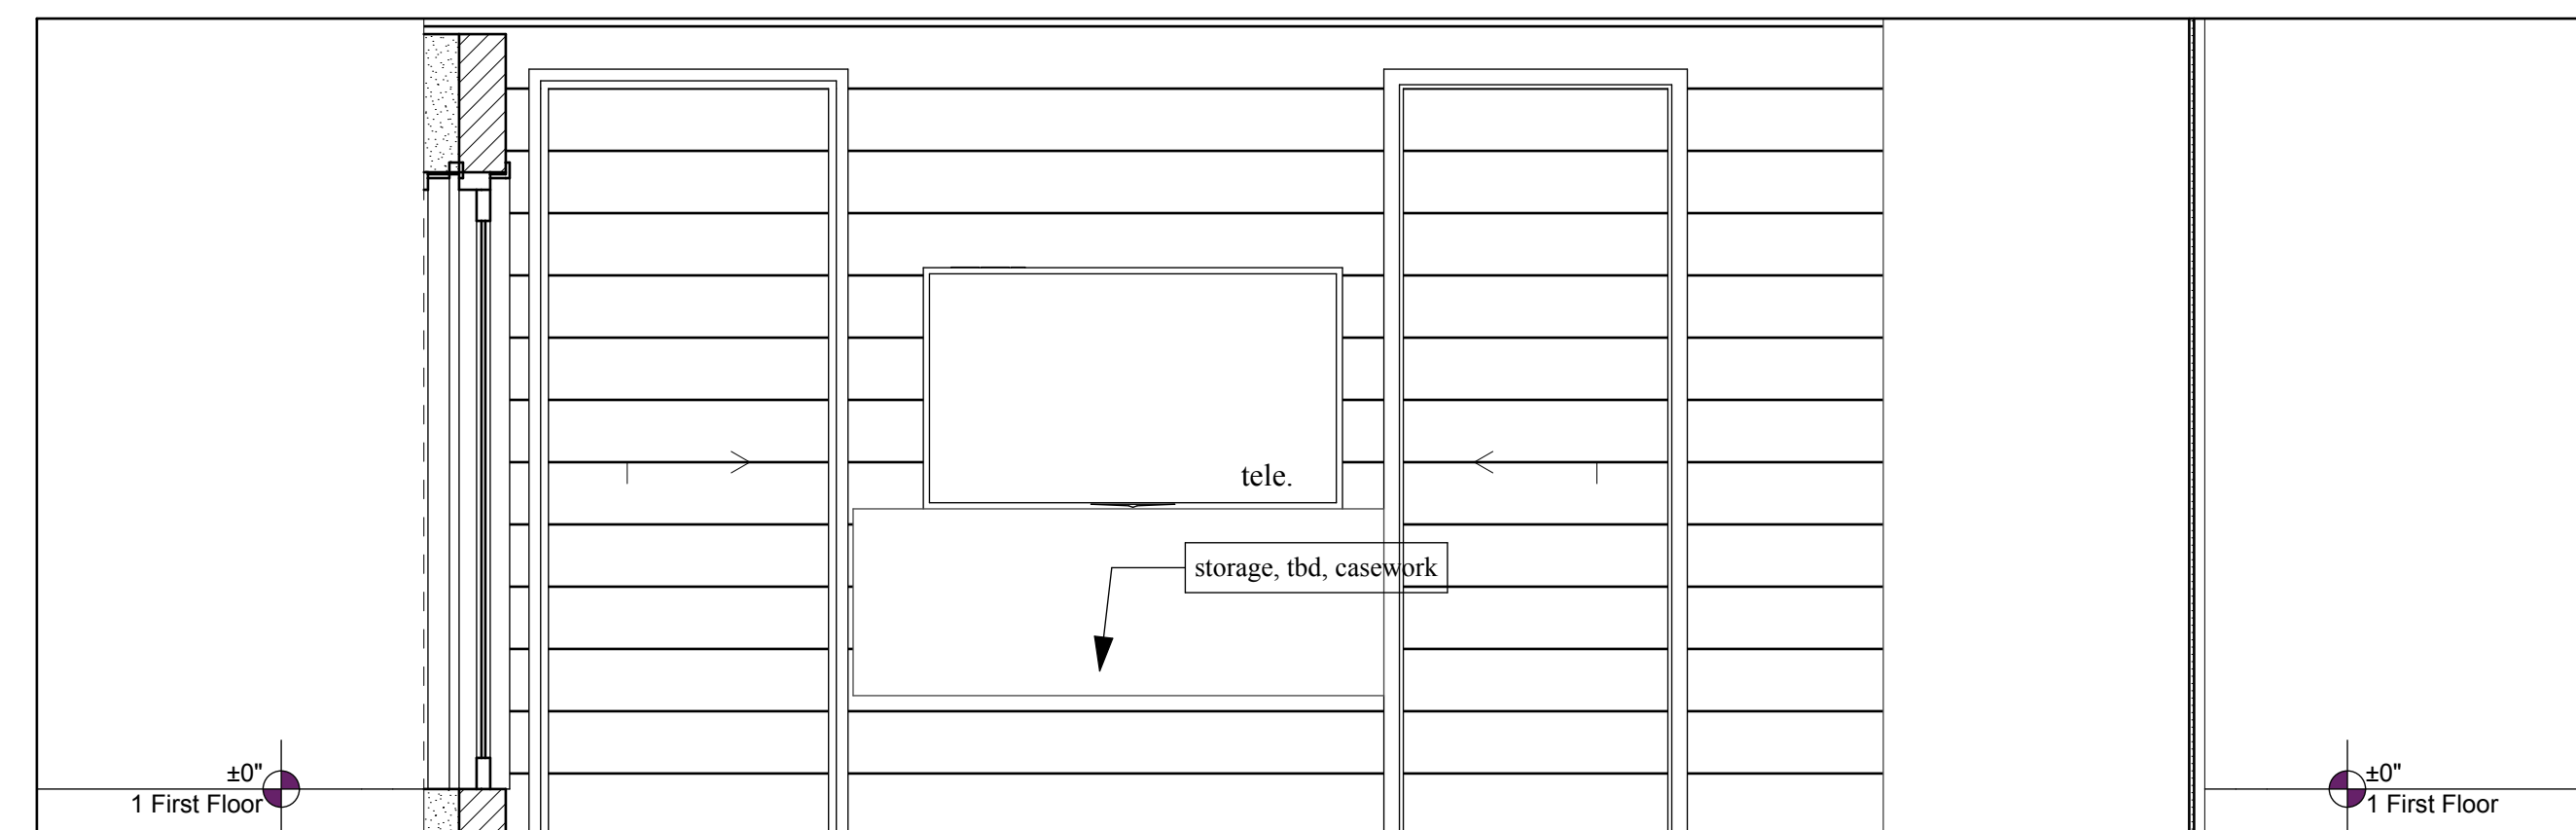 tele.
storage, tbd, casework
±0"
1 First Floor
±0"
1 First Floor